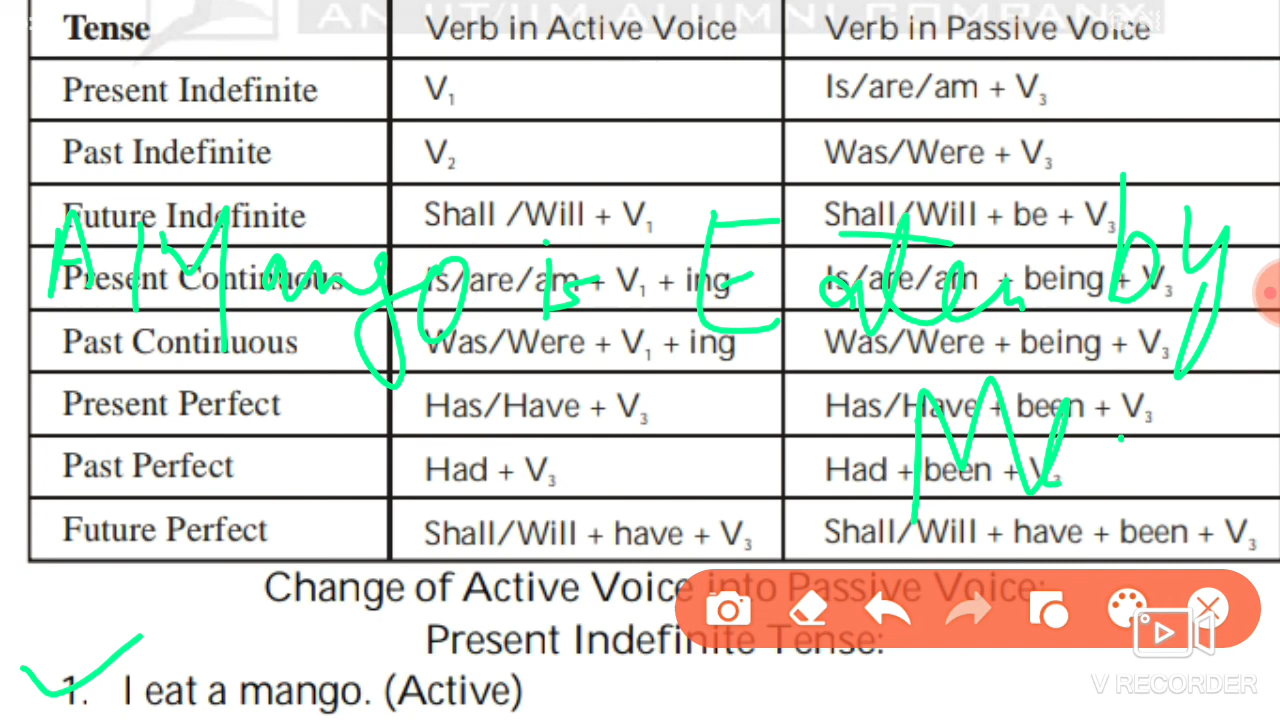 AN IIT/IIM ALUMNI COMPANY
Tense Verb in Active Voice Verb in Passive Voice
Present Indefinite V₁ Is/are/am + V₃
Past Indefinite V₂ Was/Were + V₃
Future Indefinite Shall /Will + V₁ Shall/Will + be + V₃
A Mango is Eaten by
Present Continuous Is/are/am + V₁ + ing Is/are/am + being + V₃
Past Continuous Was/Were + V₁ + ing Was/Were + being + V₃
Present Perfect Has/Have + V₃ Has/Have + been + V₃
Past Perfect Had + V₃ Had + been + V₃
Future Perfect Shall/Will + have + V₃ Shall/Will + have + been + V₃
Change of Active Voice into Passive Voice:
Present Indefinite Tense:
1. I eat a mango. (Active)
V RECORDER